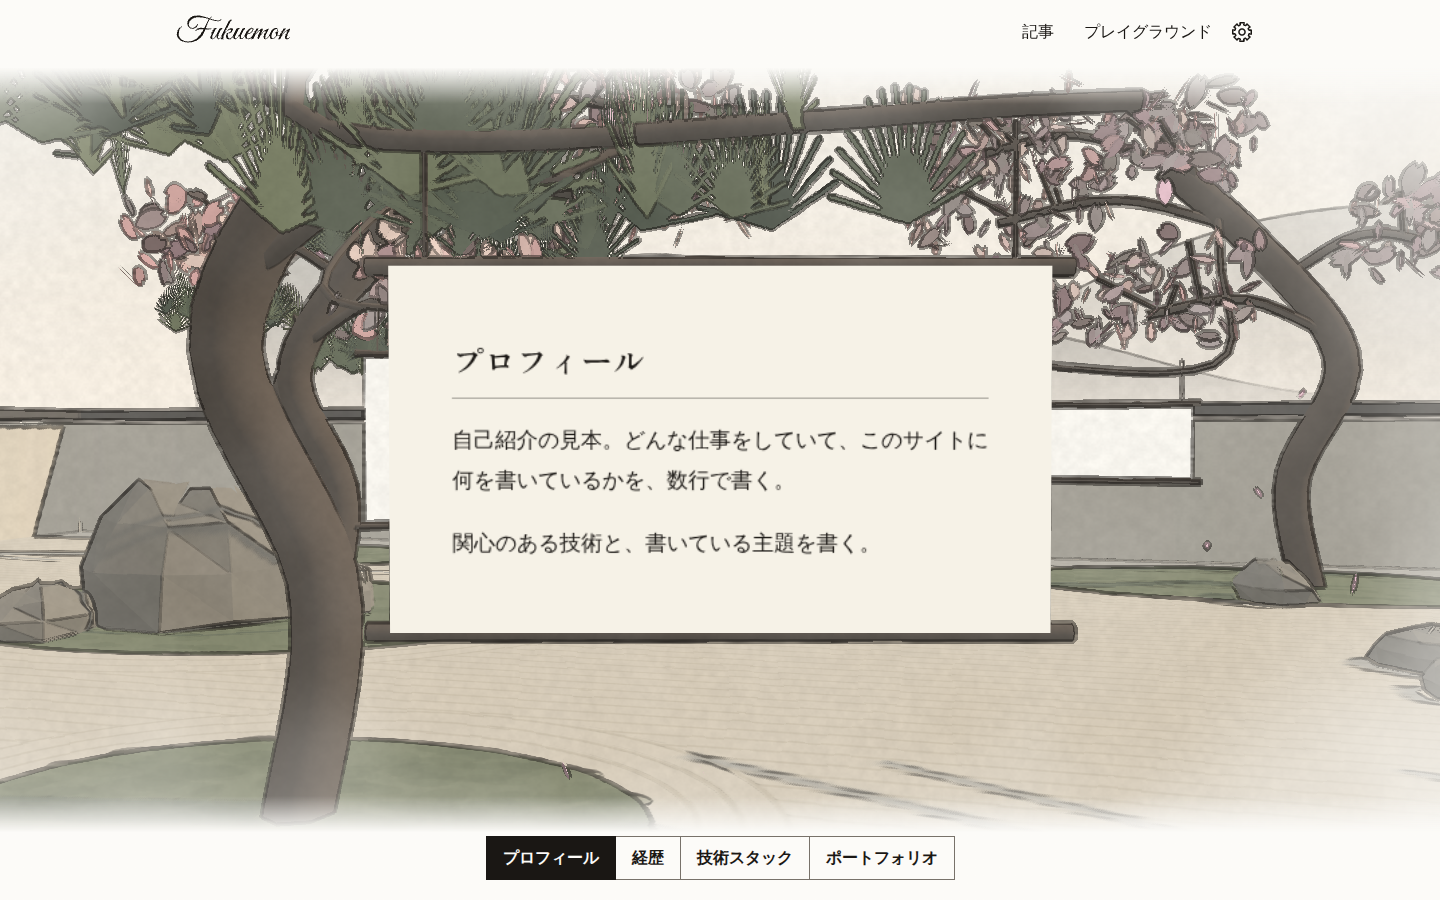 Fukuemon
記事
プレイグラウンド
プロフィール
自己紹介の見本。どんな仕事をしていて、このサイトに
何を書いているかを、数行で書く。
関心のある技術と、書いている主題を書く。
プロフィール
経歴
技術スタック
ポートフォリオ